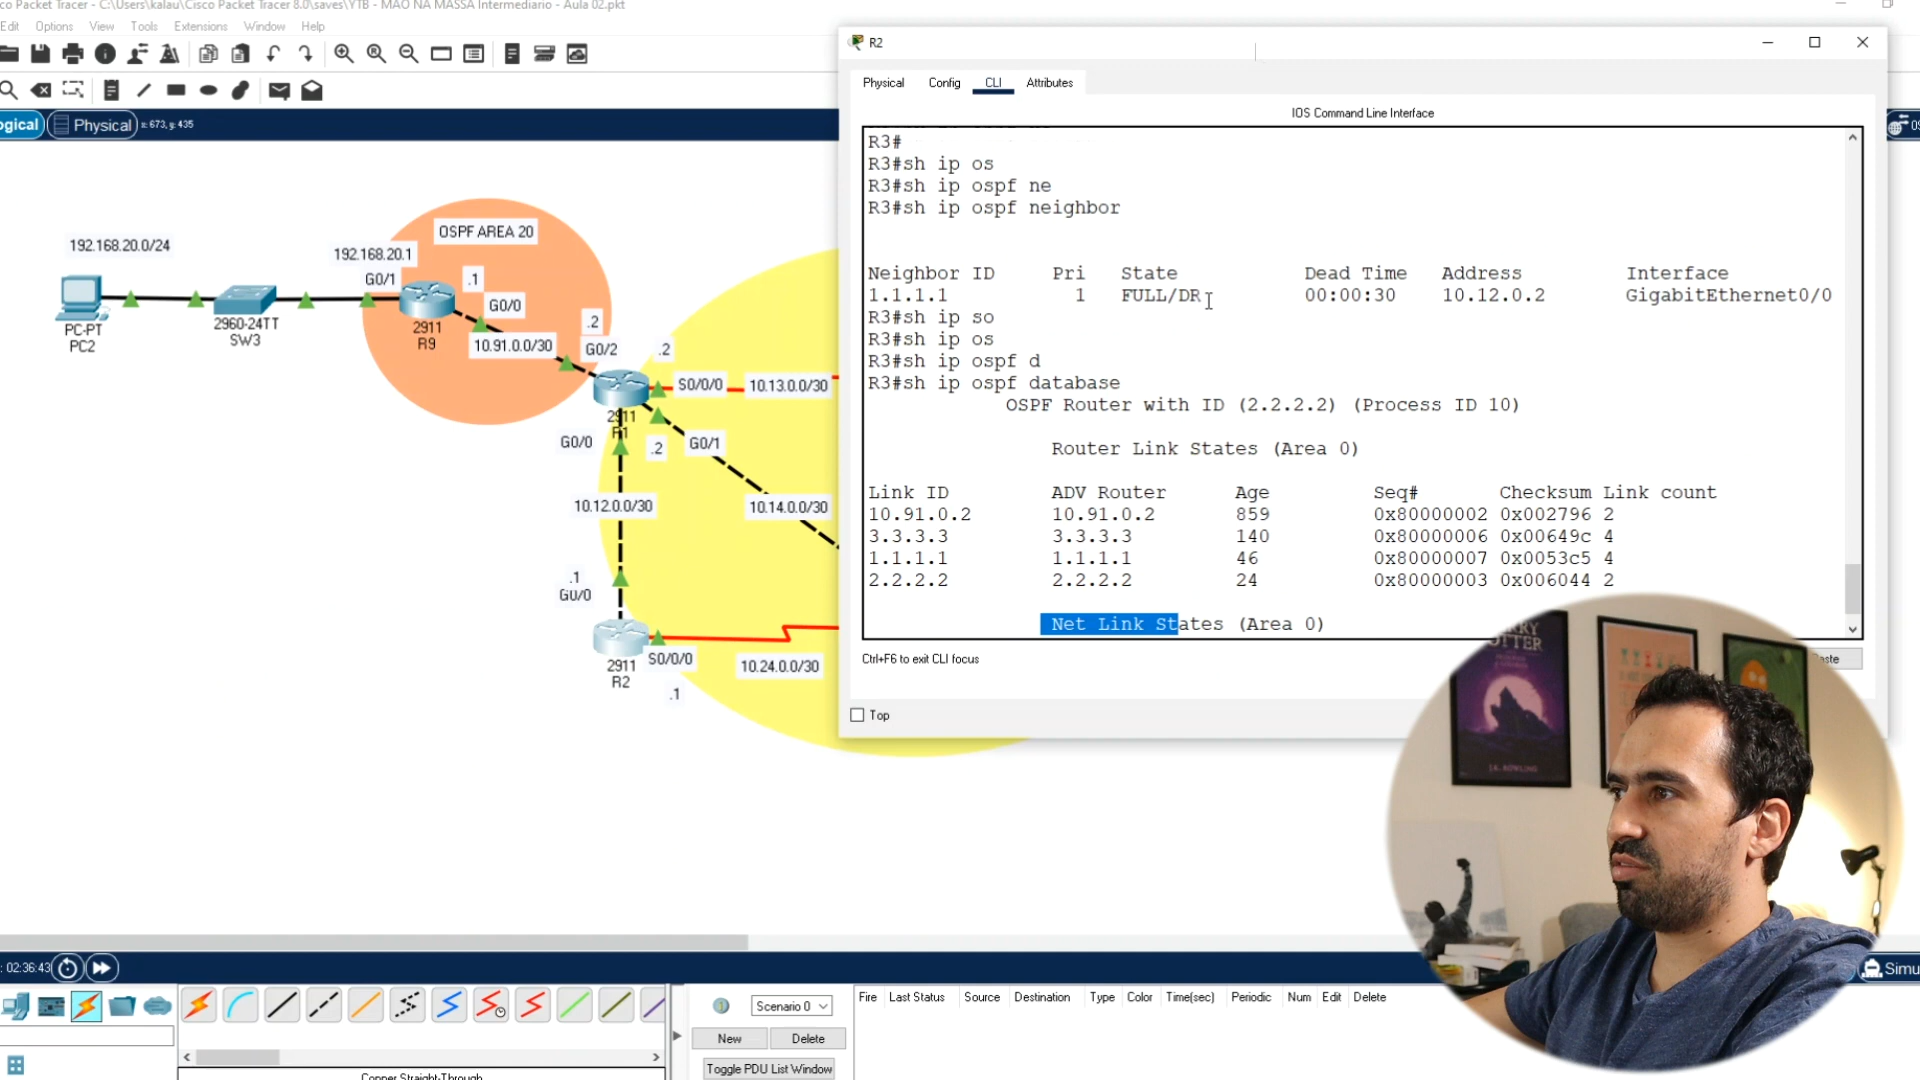 co Packet Tracer - C:\Users\kalau\Cisco Packet Tracer 8.0\saves\YTB - MAO NA MASSA Intermediario - Aula 02.pkt
Edit Options View Tools Extensions Window Help
ogical Physical x: 673, y: 435
192.168.20.0/24
PC-PT
PC2
2960-24TT
SW3
OSPF AREA 20
192.168.20.1
G0/1
.1
G0/0
2911
R9
10.91.0.0/30
.2
G0/2
.2
S0/0/0
10.13.0.0/30
2911
R1
G0/0
.2
G0/1
10.12.0.0/30
10.14.0.0/30
.1
G0/0
2911
R2
S0/0/0
10.24.0.0/30
.1
R2
Physical Config CLI Attributes
IOS Command Line Interface
R3#
R3#sh ip os
R3#sh ip ospf ne
R3#sh ip ospf neighbor
Neighbor ID Pri State Dead Time Address Interface
1.1.1.1 1 FULL/DR 00:00:30 10.12.0.2 GigabitEthernet0/0
R3#sh ip so
R3#sh ip os
R3#sh ip ospf d
R3#sh ip ospf database
OSPF Router with ID (2.2.2.2) (Process ID 10)
Router Link States (Area 0)
Link ID ADV Router Age Seq# Checksum Link count
10.91.0.2 10.91.0.2 859 0x80000002 0x002796 2
3.3.3.3 3.3.3.3 140 0x80000006 0x00649c 4
1.1.1.1 1.1.1.1 46 0x80000007 0x0053c5 4
2.2.2.2 2.2.2.2 24 0x80000003 0x006044 2
Net Link States (Area 0)
Ctrl+F6 to exit CLI focus
aste
Top
J.K. ROWLING
: 02:36:43
Simu
Scenario 0
New Delete
Toggle PDU List Window
Fire Last Status Source Destination Type Color Time(sec) Periodic Num Edit Delete
Copper Straight-Through